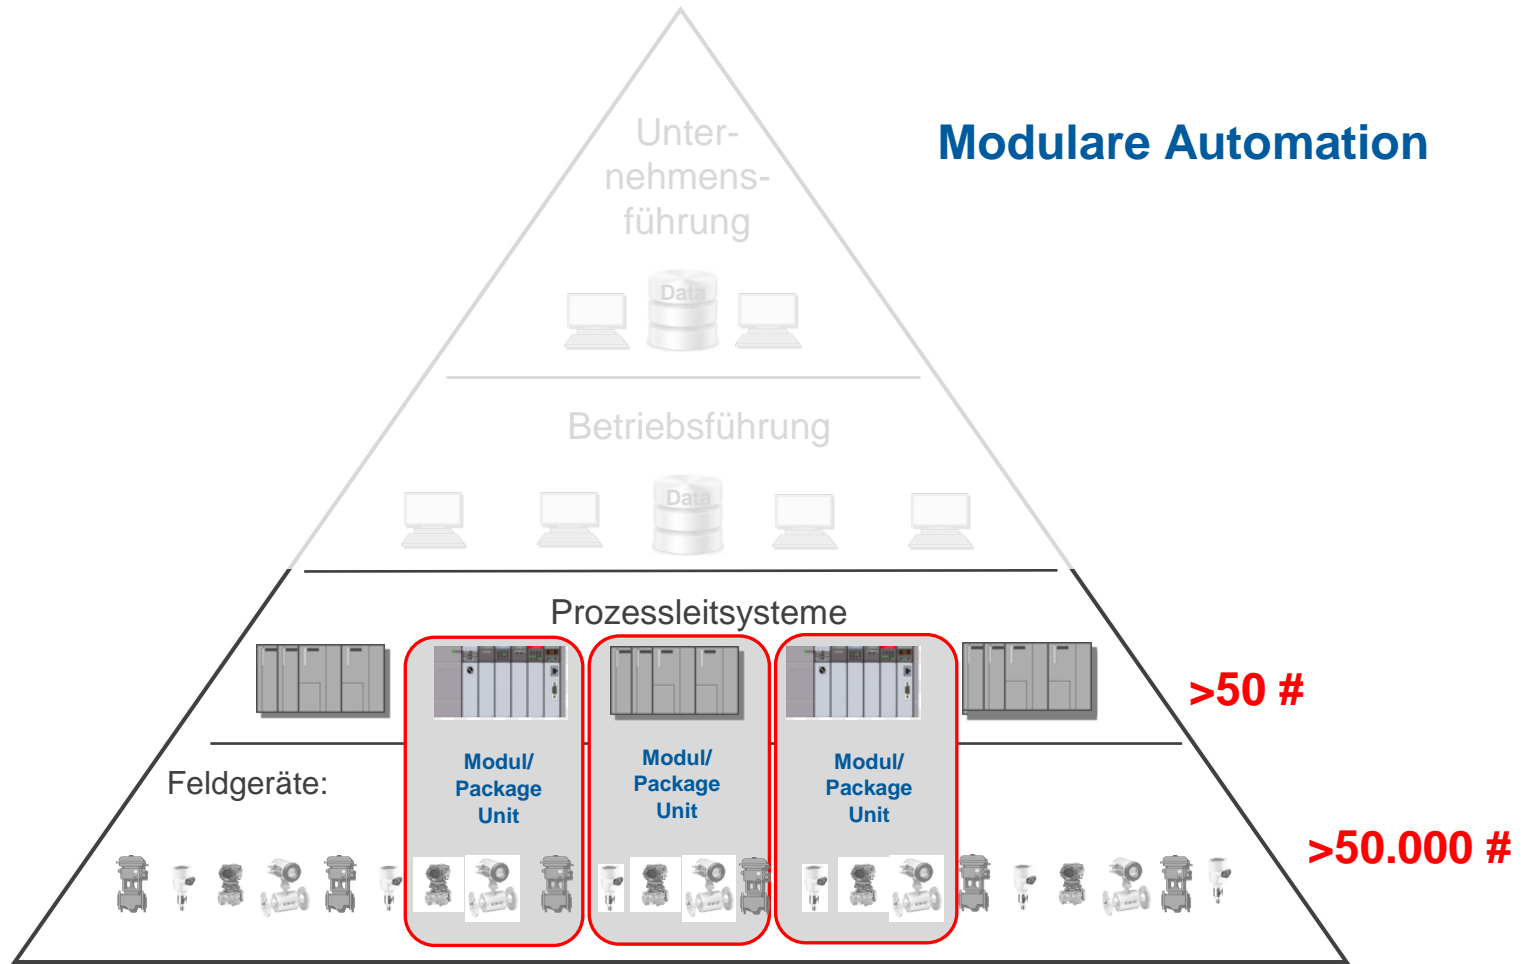 Modulare Automation
Unter-
nehmens-
führung
Data
Betriebsführung
Data
Prozessleitsysteme
>50 #
Modul/
Package
Unit
Modul/
Package
Unit
Modul/
Package
Unit
Feldgeräte:
>50.000 #